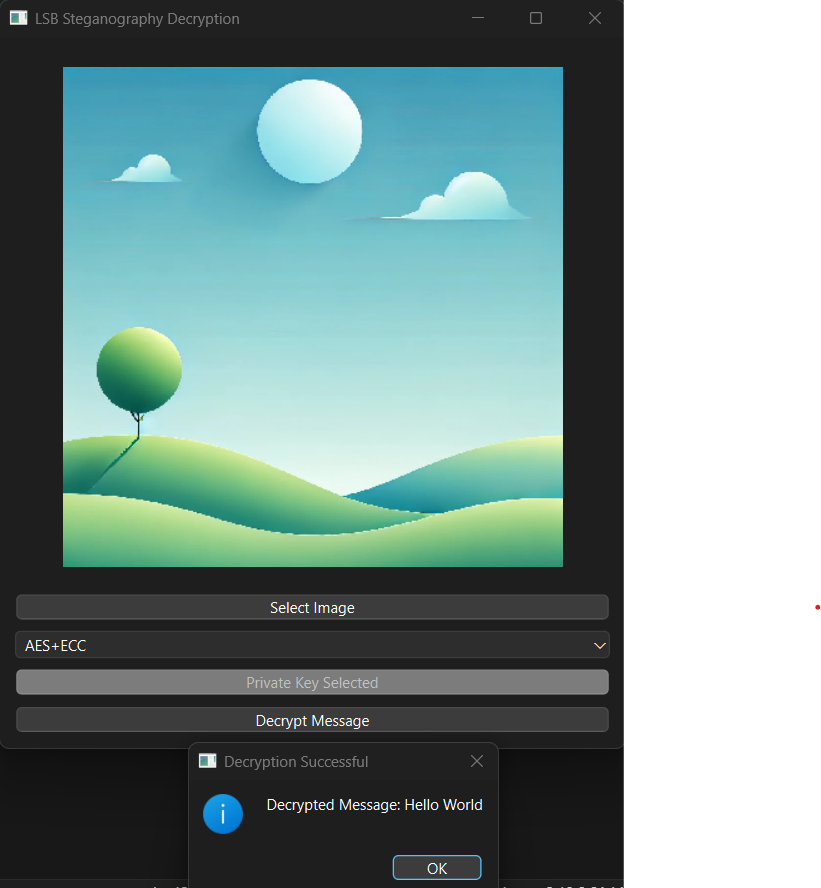 LSB Steganography Decryption
Select Image
AES+ECC
Private Key Selected
Decrypt Message
Decryption Successful
Decrypted Message: Hello World
OK